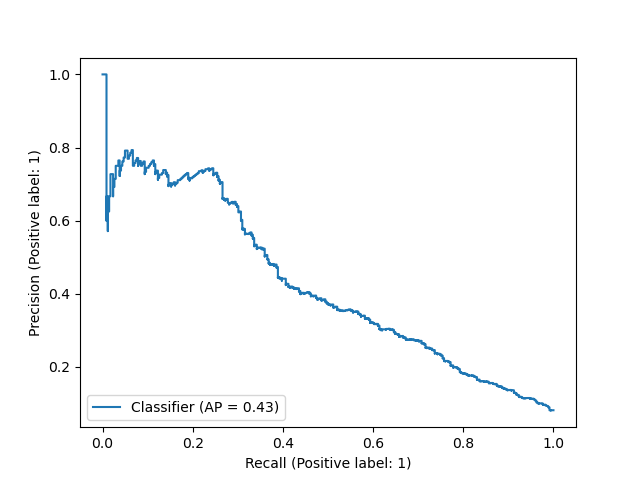 1.0
0.8
0.6
0.4
0.2
Precision (Positive label: 1)
Classifier (AP = 0.43)
0.0 0.2 0.4 0.6 0.8 1.0
Recall (Positive label: 1)